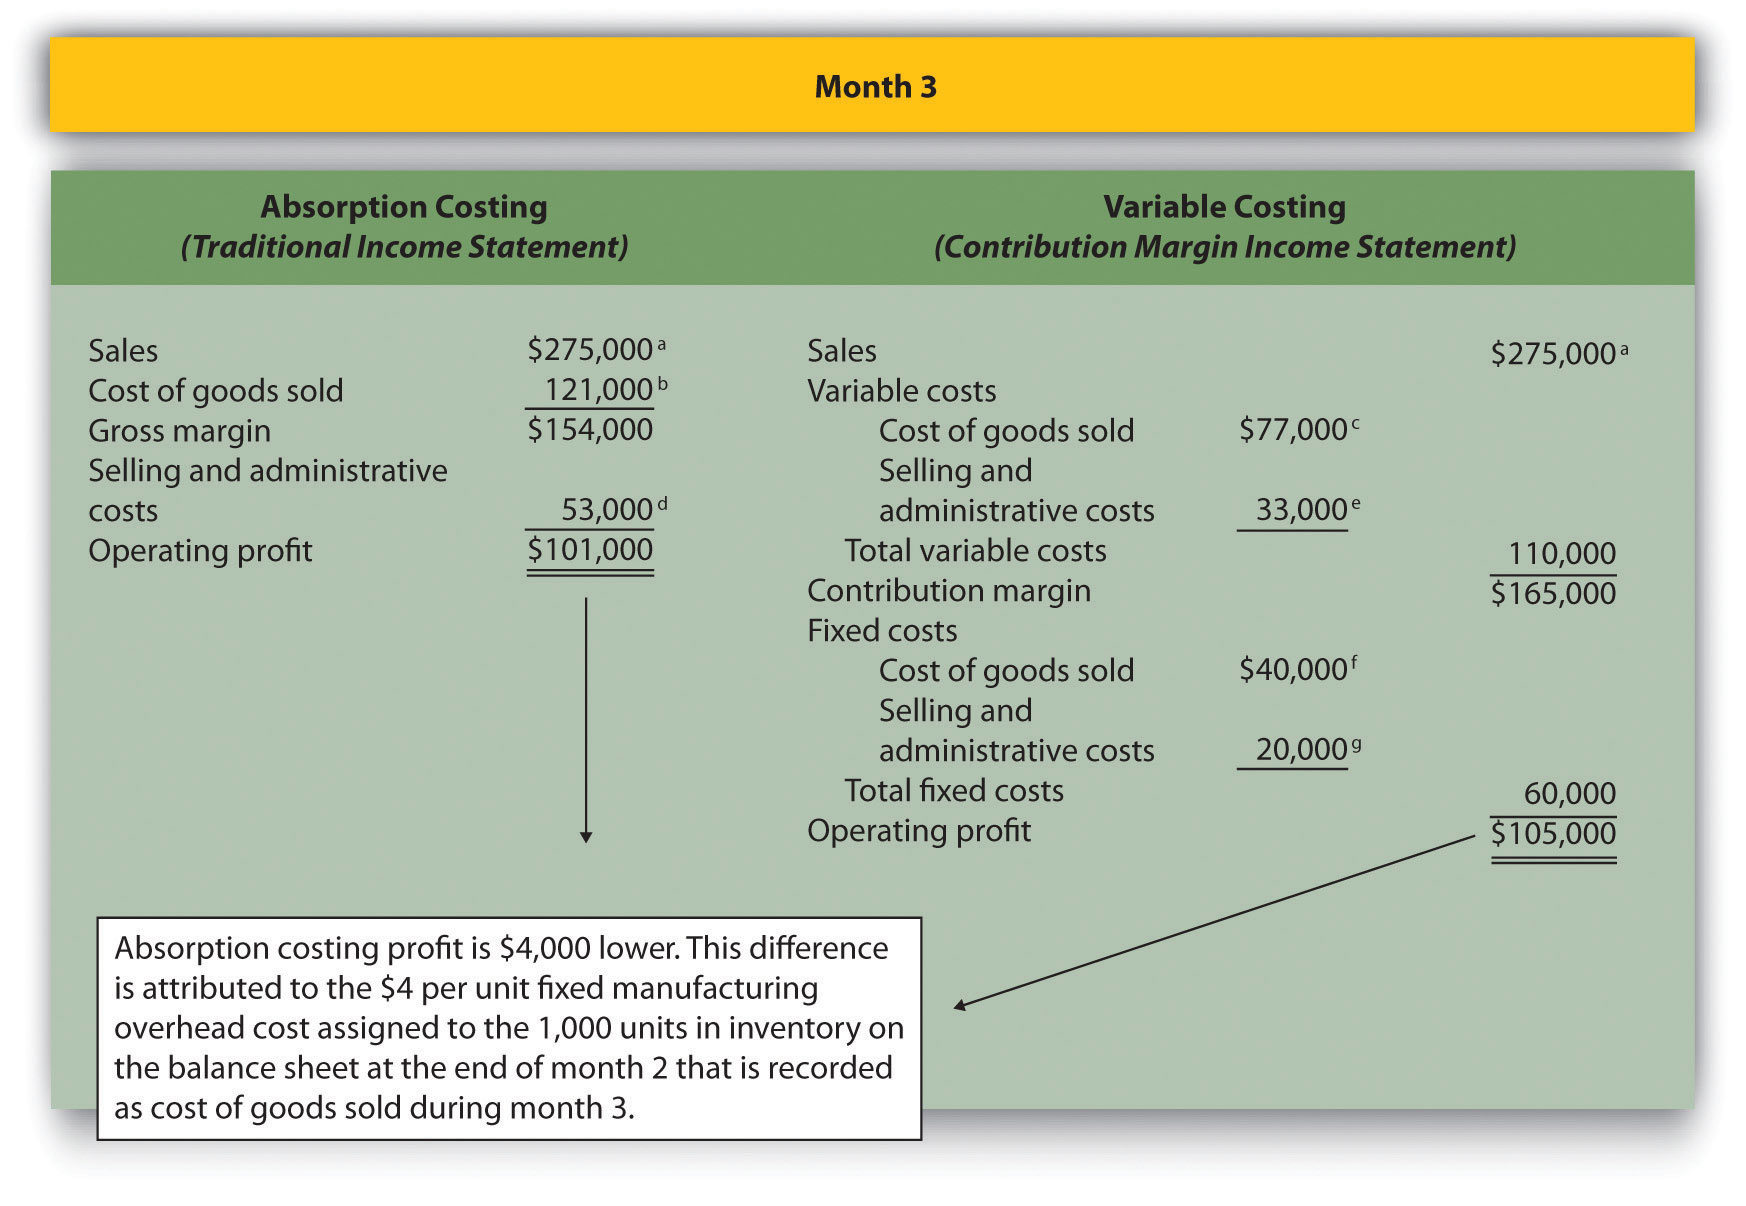 Month 3
Absorption Costing
(Traditional Income Statement)
Sales $275,000 a
Cost of goods sold 121,000 b
Gross margin $154,000
Selling and administrative
costs 53,000 d
Operating profit $101,000
Variable Costing
(Contribution Margin Income Statement)
Sales $275,000 a
Variable costs
Cost of goods sold $77,000 c
Selling and
administrative costs 33,000 e
Total variable costs 110,000
Contribution margin $165,000
Fixed costs
Cost of goods sold $40,000 f
Selling and
administrative costs 20,000 g
Total fixed costs 60,000
Operating profit $105,000
Absorption costing profit is $4,000 lower. This difference
is attributed to the $4 per unit fixed manufacturing
overhead cost assigned to the 1,000 units in inventory on
the balance sheet at the end of month 2 that is recorded
as cost of goods sold during month 3.